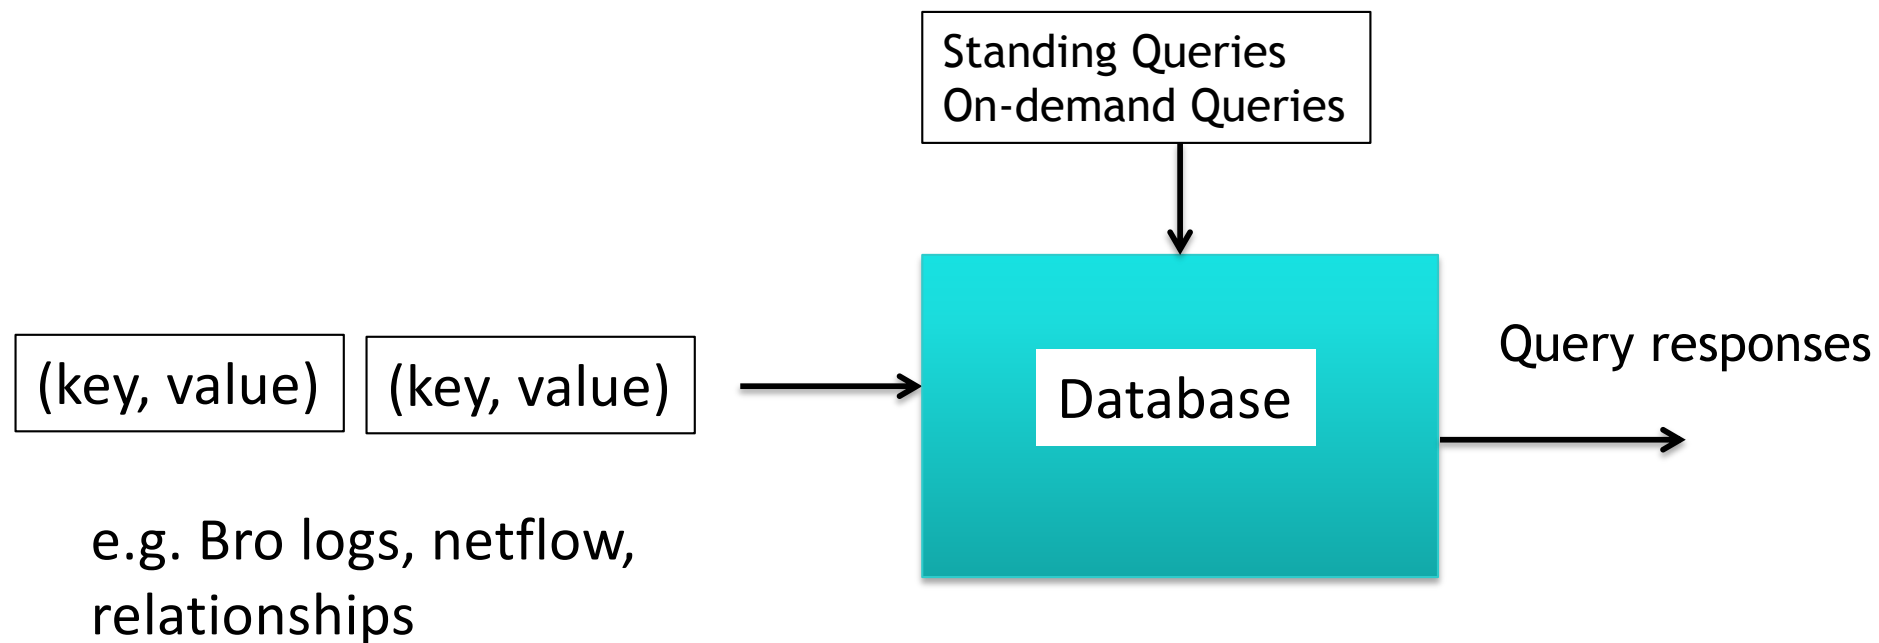 Standing Queries
On-demand Queries
(key, value)
(key, value)
Database
Query responses
e.g. Bro logs, netflow,
relationships